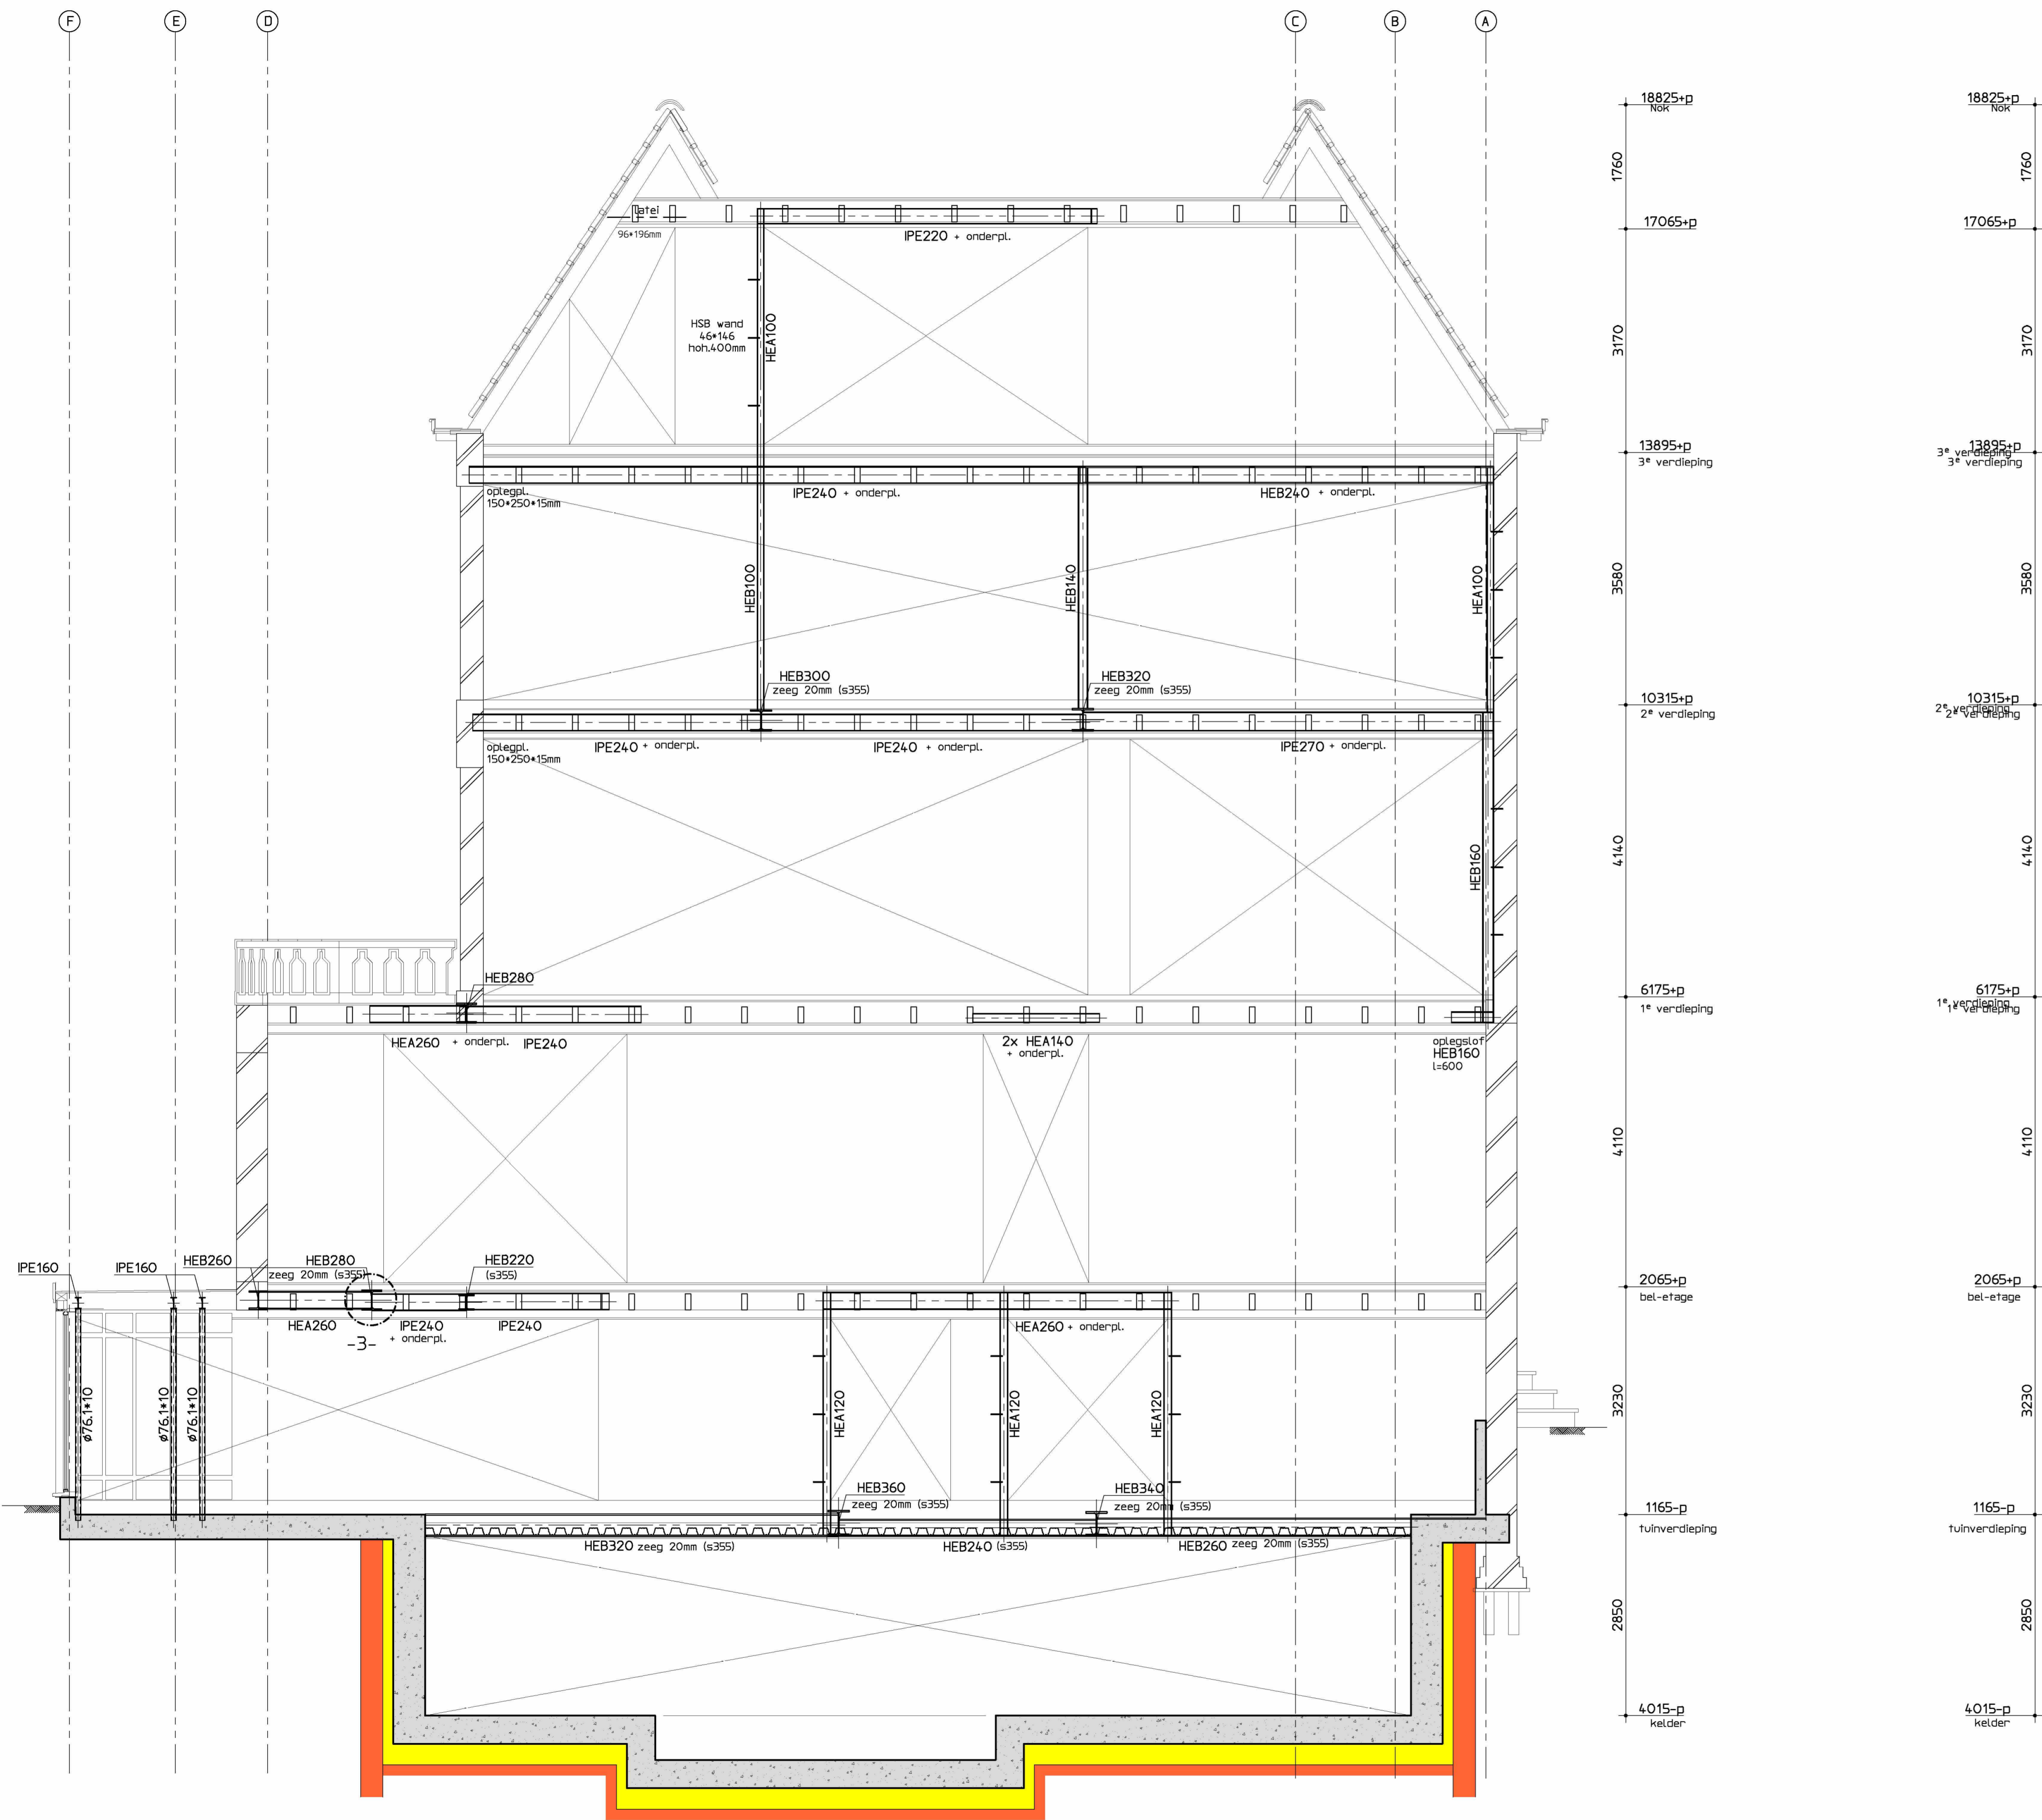 F E D C B A
18825+p
Nok
18825+p
Nok
1760
1760
latei
96*196mm
IPE220 + onderpl.
17065+p
17065+p
HSB wand
46*146
hoh.400mm
HEA100
3170
3170
13895+p
3e verdieping
13895+p
3e verdieping
3e verdieping
oplegpl.
150*250*15mm
IPE240 + onderpl.
HEB240 + onderpl.
HEB100
HEB140
HEA100
3580
3580
HEB300
zeeg 20mm (s355)
HEB320
zeeg 20mm (s355)
10315+p
2e verdieping
10315+p
2e verdieping
2e verdieping
oplegpl.
150*250*15mm
IPE240 + onderpl.
IPE240 + onderpl.
IPE270 + onderpl.
HEB160
4140
4140
HEB280
6175+p
1e verdieping
6175+p
1e verdieping
1e verdieping
HEA260 + onderpl.
IPE240
2x HEA140
+ onderpl.
oplegslof
HEB160
l=600
4110
4110
IPE160
IPE160
HEB260
HEB280
zeeg 20mm (s355)
HEB220
(s355)
2065+p
bel-etage
2065+p
bel-etage
HEA260
-3-
IPE240
+ onderpl.
IPE240
HEA260 + onderpl.
ø76.1*10
ø76.1*10
ø76.1*10
HEA120
HEA120
HEA120
3230
3230
HEB360
zeeg 20mm (s355)
HEB340
zeeg 20mm (s355)
1165-p
tuinverdieping
1165-p
tuinverdieping
HEB320 zeeg 20mm (s355)
HEB240 (s355)
HEB260 zeeg 20mm (s355)
2850
2850
4015-p
kelder
4015-p
kelder